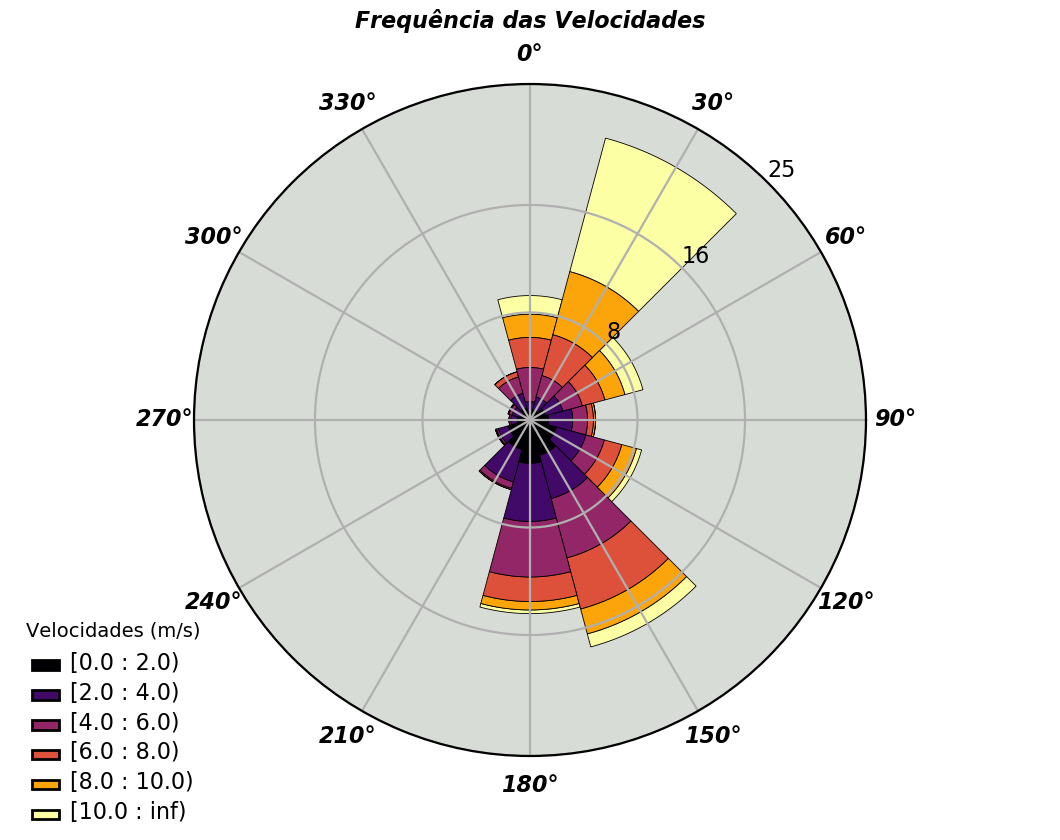 Frequência das Velocidades
0°
330°
30°
25
300°
60°
16
8
270°
90°
240°
120°
210°
150°
180°
Velocidades (m/s)
[0.0 : 2.0)
[2.0 : 4.0)
[4.0 : 6.0)
[6.0 : 8.0)
[8.0 : 10.0)
[10.0 : inf)